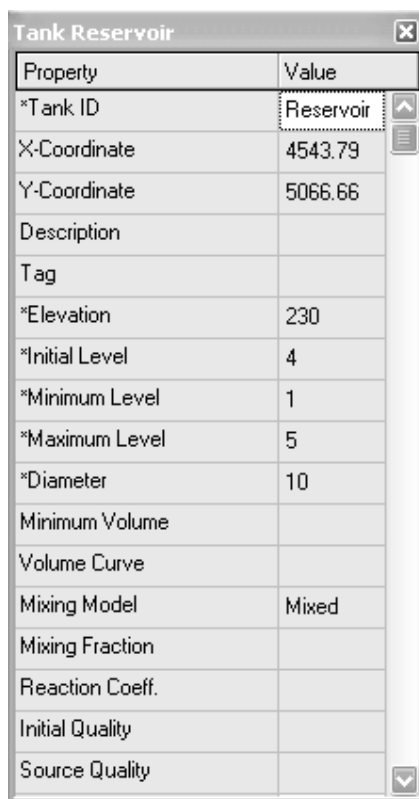 Tank Reservoir
Property Value
*Tank ID Reservoir
X-Coordinate 4543.79
Y-Coordinate 5066.66
Description
Tag
*Elevation 230
*Initial Level 4
*Minimum Level 1
*Maximum Level 5
*Diameter 10
Minimum Volume
Volume Curve
Mixing Model Mixed
Mixing Fraction
Reaction Coeff.
Initial Quality
Source Quality